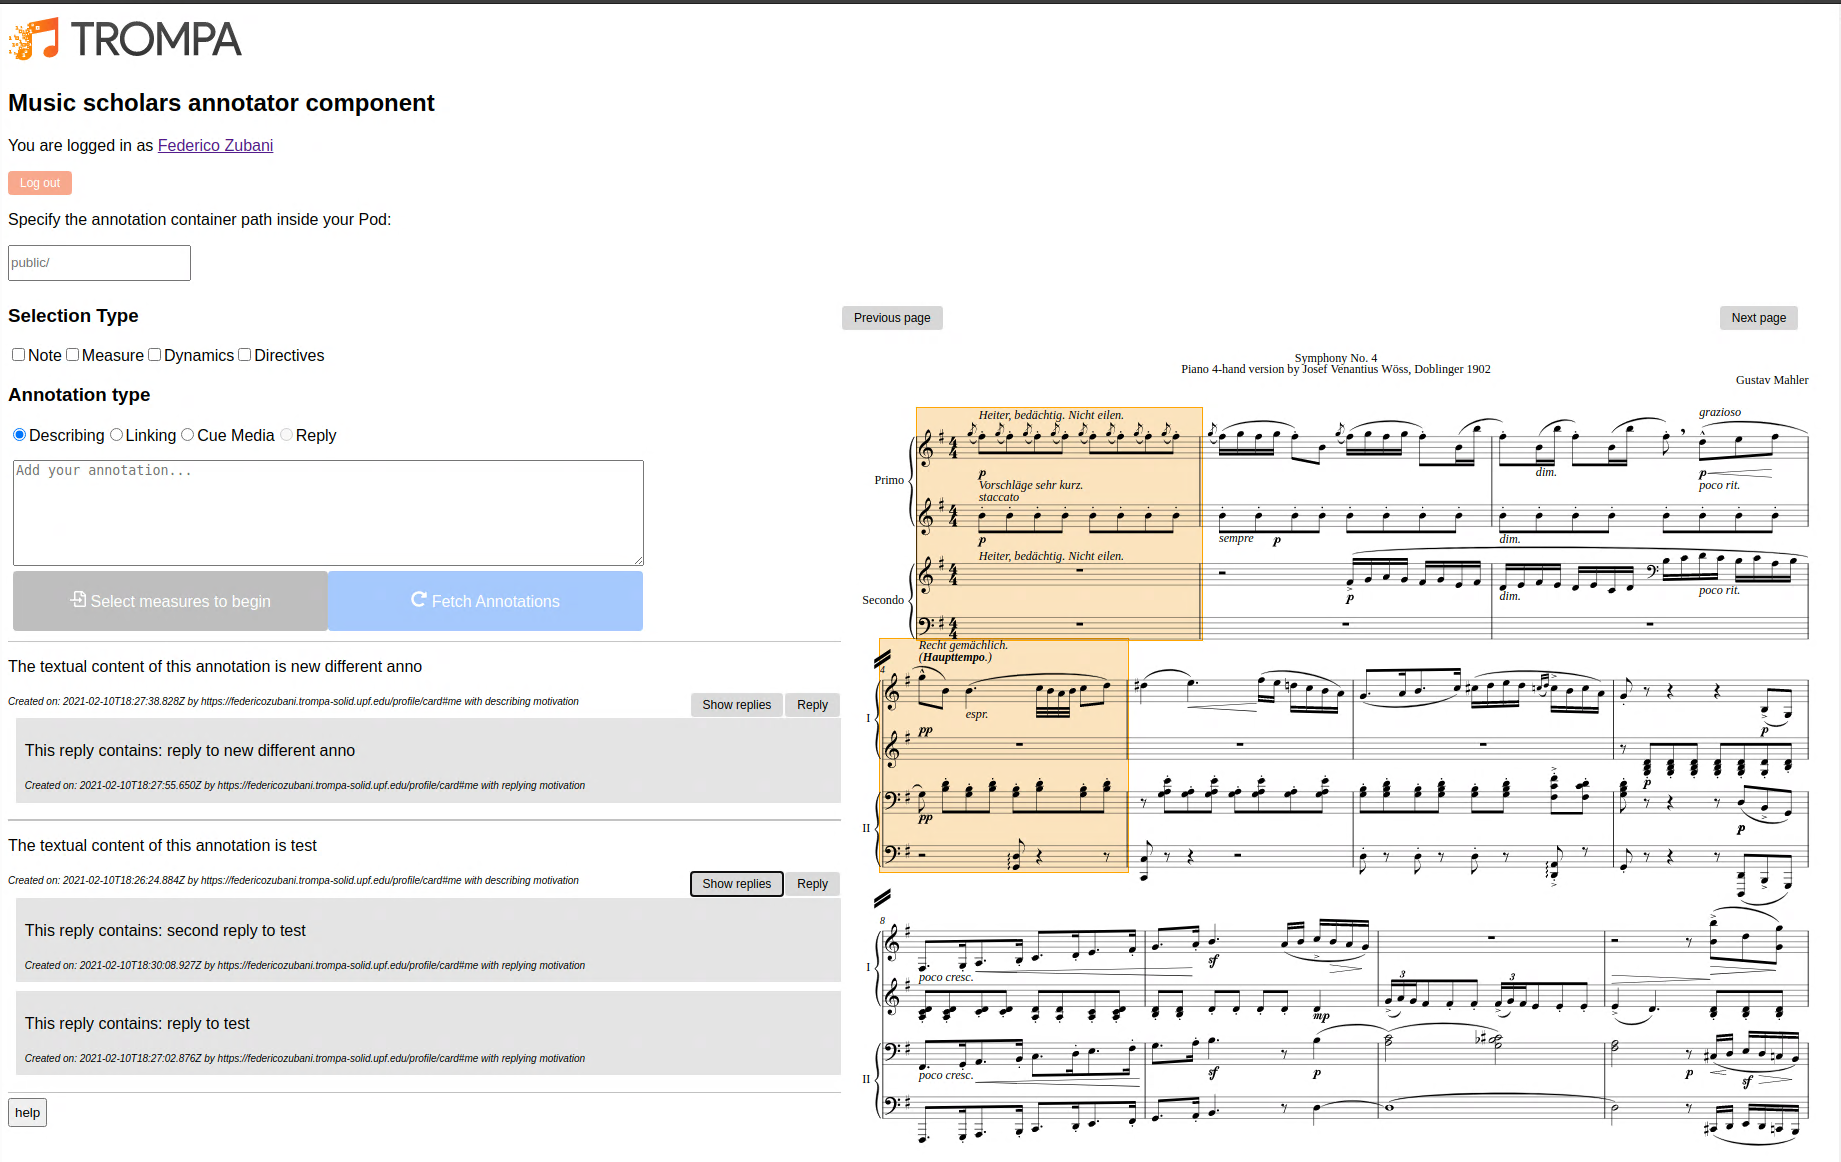 TROMPA
Music scholars annotator component
You are logged in as Federico Zubani
Log out
Specify the annotation container path inside your Pod:
public/
Selection Type
Note Measure Dynamics Directives
Annotation type
Describing Linking Cue Media Reply
Add your annotation...
Select measures to begin
Fetch Annotations
The textual content of this annotation is new different anno
Created on: 2021-02-10T18:27:38.828Z by https://federicozubani.trompa-solid.upf.edu/profile/card#me with describing motivation
Show replies
Reply
This reply contains: reply to new different anno
Created on: 2021-02-10T18:27:55.650Z by https://federicozubani.trompa-solid.upf.edu/profile/card#me with replying motivation
The textual content of this annotation is test
Created on: 2021-02-10T18:26:24.884Z by https://federicozubani.trompa-solid.upf.edu/profile/card#me with describing motivation
Show replies
Reply
This reply contains: second reply to test
Created on: 2021-02-10T18:30:08.927Z by https://federicozubani.trompa-solid.upf.edu/profile/card#me with replying motivation
This reply contains: reply to test
Created on: 2021-02-10T18:27:02.876Z by https://federicozubani.trompa-solid.upf.edu/profile/card#me with replying motivation
help
Previous page
Next page
Symphony No. 4
Piano 4-hand version by Josef Venantius Wöss, Doblinger 1902
Gustav Mahler
Heiter, bedächtig. Nicht eilen.
grazioso
Primo
p
dim.
p
Vorschläge sehr kurz.
poco rit.
staccato
p
sempre p
dim.
Heiter, bedächtig. Nicht eilen.
Secondo
p
dim.
poco rit.
Recht gemächlich.
(Haupttempo.)
4
I
espr.
pp
p
p
II
pp
p
8
I
poco cresc.
sf
3
3
mp
II
poco cresc.
sf
p
p
sf